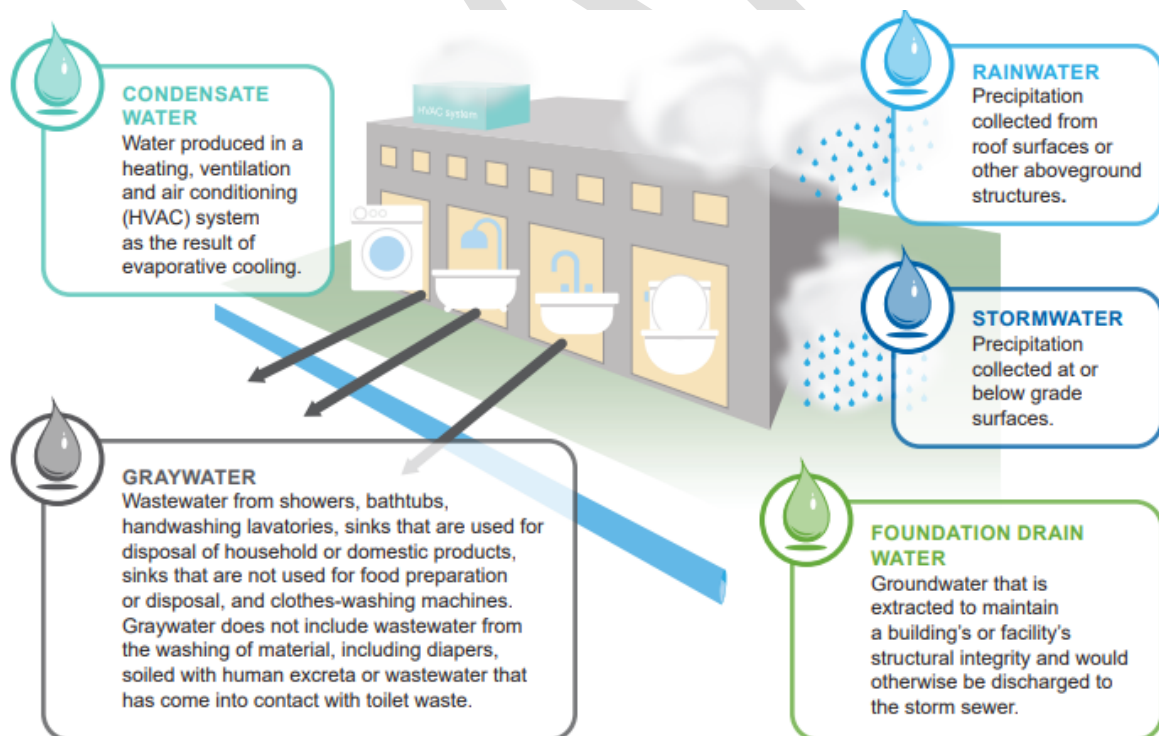 CONDENSATE
WATER
Water produced in a
heating, ventilation
and air conditioning
(HVAC) system
as the result of
evaporative cooling.
HVAC system
RAINWATER
Precipitation
collected from
roof surfaces or
other aboveground
structures.
STORMWATER
Precipitation
collected at or
below grade
surfaces.
GRAYWATER
Wastewater from showers, bathtubs,
handwashing lavatories, sinks that are used for
disposal of household or domestic products,
sinks that are not used for food preparation
or disposal, and clothes-washing machines.
Graywater does not include wastewater from
the washing of material, including diapers,
soiled with human excreta or wastewater that
has come into contact with toilet waste.
FOUNDATION DRAIN
WATER
Groundwater that is
extracted to maintain
a building's or facility's
structural integrity and would
otherwise be discharged to
the storm sewer.